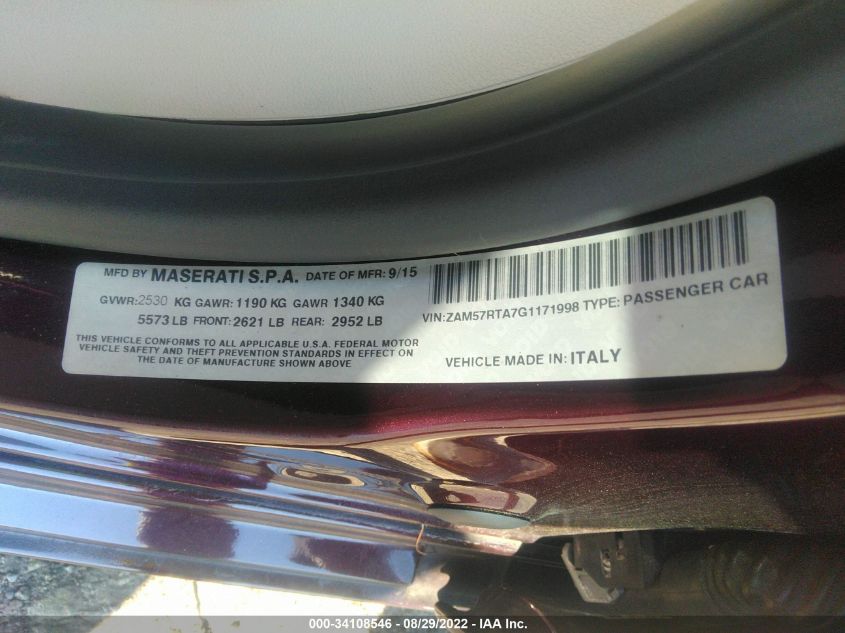 MFD BY MASERATI S.P.A. DATE OF MFR: 9/15
GVWR:2530 KG GAWR:1190 KG GAWR 1340 KG
5573 LB FRONT:2621 LB REAR: 2952 LB
THIS VEHICLE CONFORMS TO ALL APPLICABLE U.S.A. FEDERAL MOTOR
VEHICLE SAFETY AND THEFT PREVENTION STANDARDS IN EFFECT ON
THE DATE OF MANUFACTURE SHOWN ABOVE
VIN:ZAM57RTA7G1171998 TYPE: PASSENGER CAR
VEHICLE MADE IN: ITALY
000-34108546 - 08/29/2022 - IAA Inc.